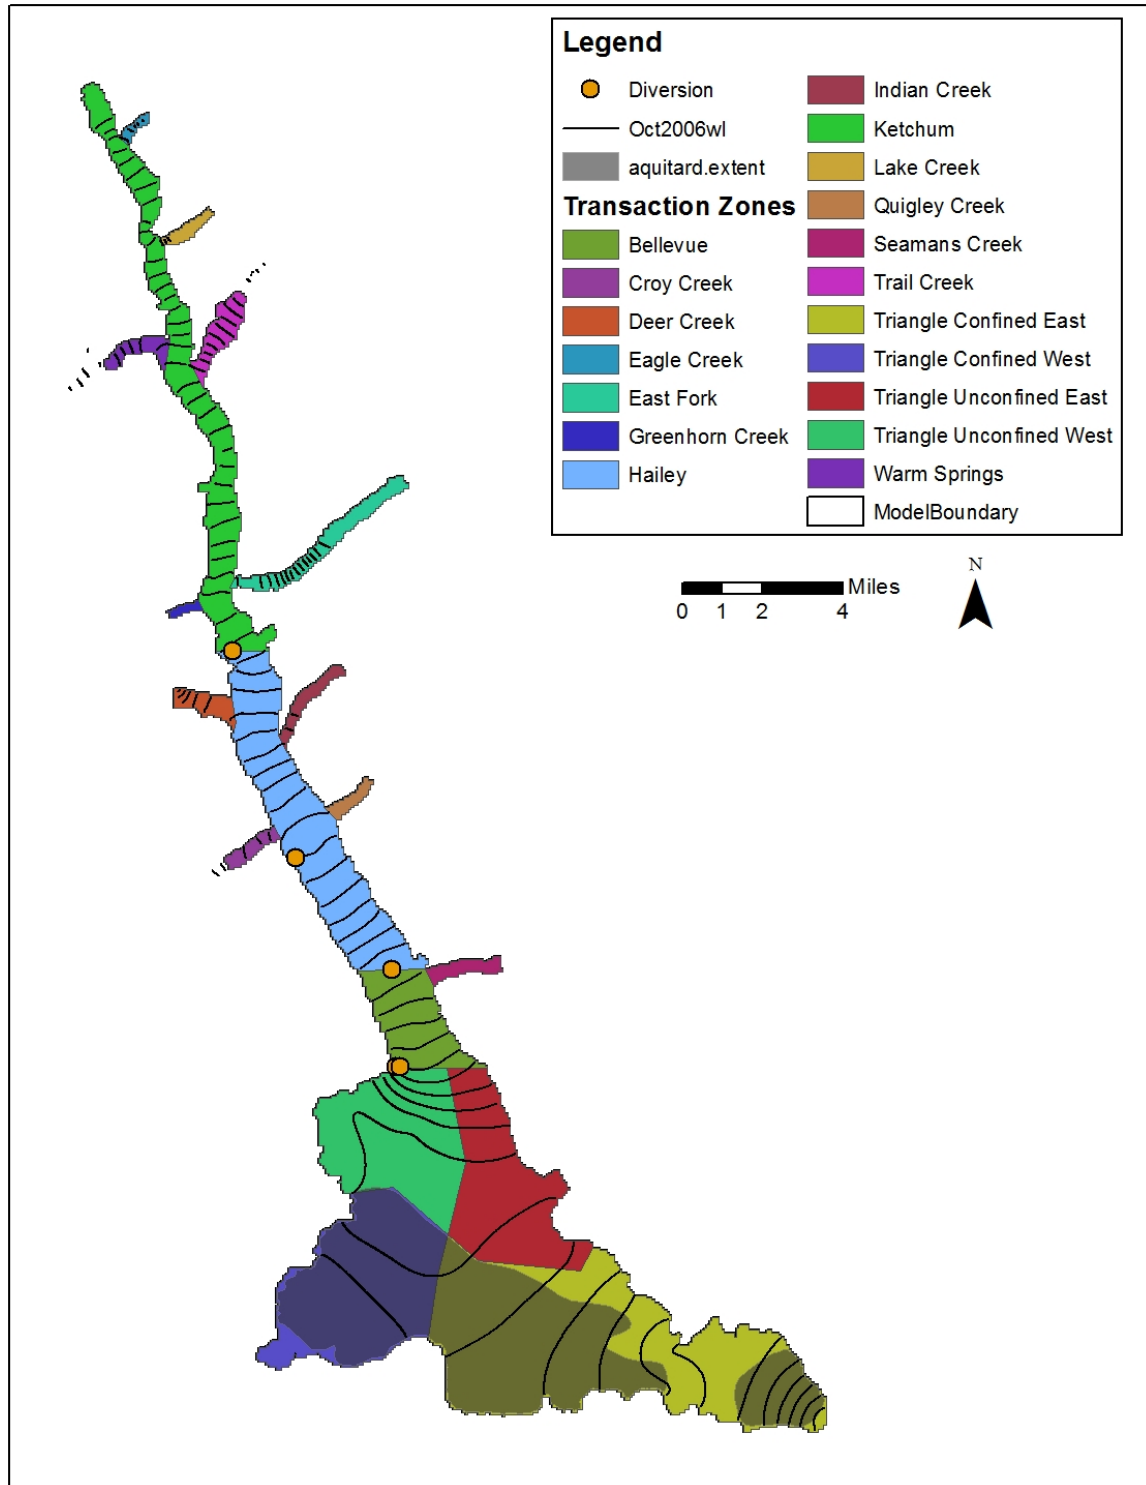 Legend
Diversion
Oct2006wl
aquitard.extent
Transaction Zones
Bellevue
Croy Creek
Deer Creek
Eagle Creek
East Fork
Greenhorn Creek
Hailey
Indian Creek
Ketchum
Lake Creek
Quigley Creek
Seamans Creek
Trail Creek
Triangle Confined East
Triangle Confined West
Triangle Unconfined East
Triangle Unconfined West
Warm Springs
ModelBoundary
Miles
0 1 2 4
N